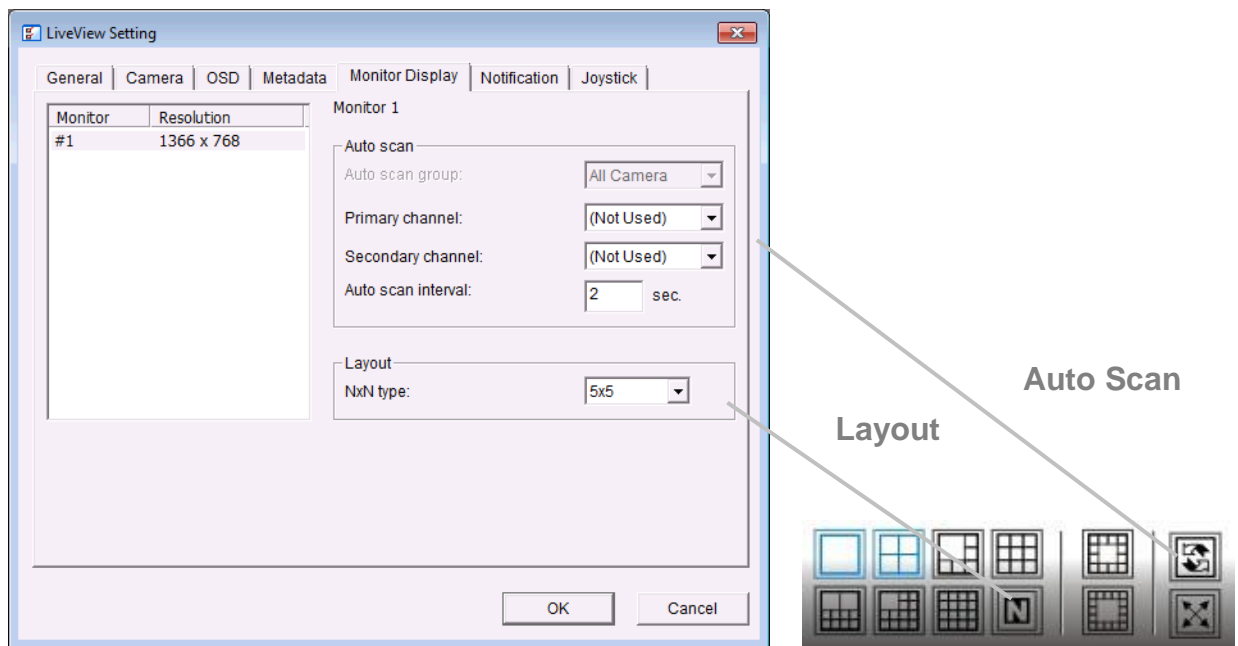 LiveView Setting
General Camera OSD Metadata Monitor Display Notification Joystick
Monitor Resolution
#1 1366 x 768
Monitor 1
Auto scan
Auto scan group: All Camera
Primary channel: (Not Used)
Secondary channel: (Not Used)
Auto scan interval: 2 sec.
Layout
NxN type: 5x5
OK Cancel
Auto Scan
Layout
N